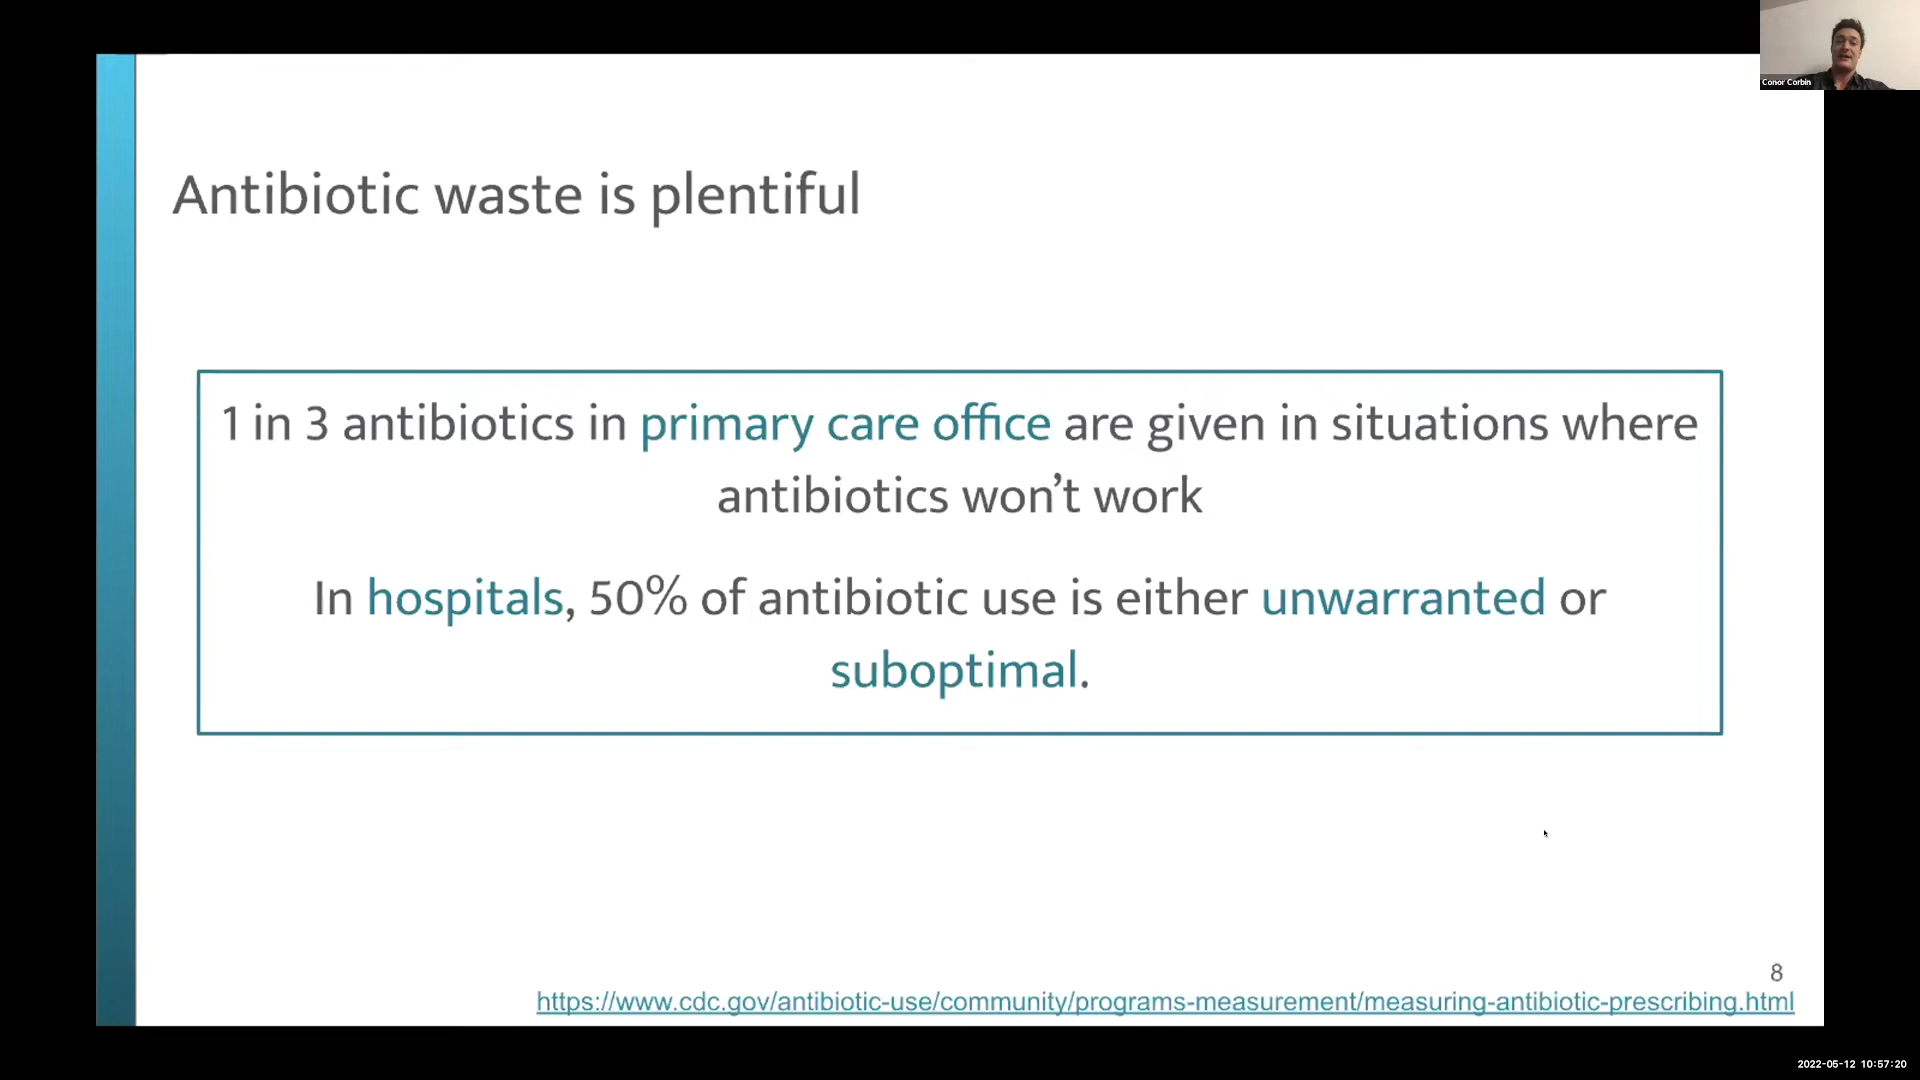 Conor Corbin
Antibiotic waste is plentiful
1 in 3 antibiotics in primary care office are given in situations where
antibiotics won’t work
In hospitals, 50% of antibiotic use is either unwarranted or
suboptimal.
8
https://www.cdc.gov/antibiotic-use/community/programs-measurement/measuring-antibiotic-prescribing.html
2022-05-12 10:57:20